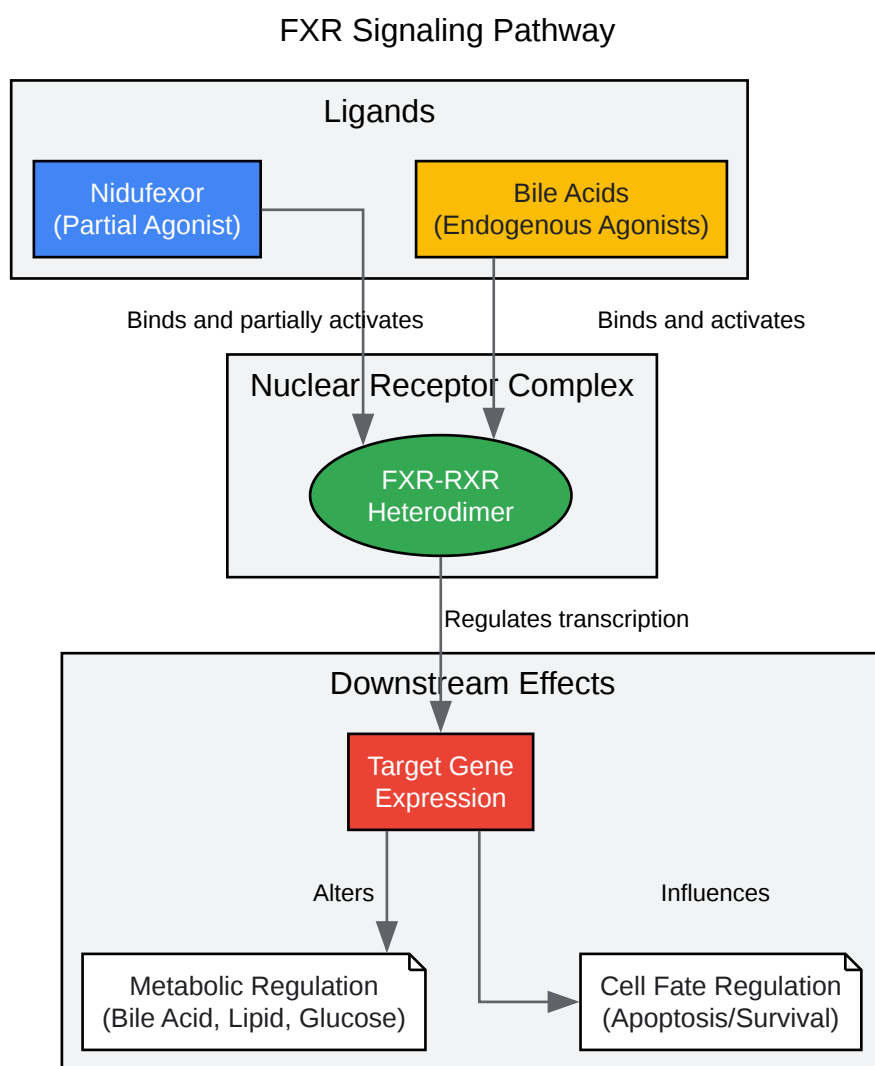 FXR Signaling Pathway
Ligands
Nidufexor
(Partial Agonist)
Bile Acids
(Endogenous Agonists)
Binds and partially activates
Binds and activates
Nuclear Receptor Complex
FXR-RXR
Heterodimer
Regulates transcription
Downstream Effects
Target Gene
Expression
Alters
Influences
Metabolic Regulation
(Bile Acid, Lipid, Glucose)
Cell Fate Regulation
(Apoptosis/Survival)